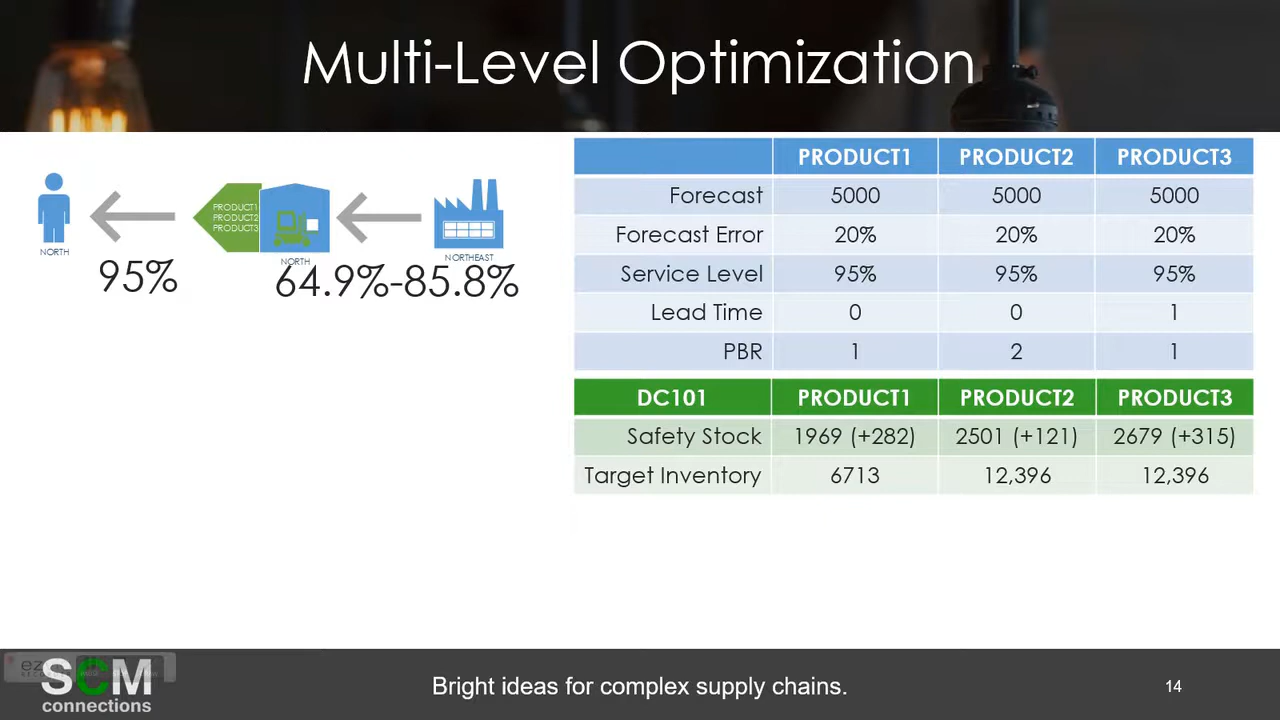 Multi-Level Optimization
PRODUCT1
PRODUCT2
PRODUCT3
NORTH
NORTH
NORTHEAST
95%
64.9%-85.8%
PRODUCT1 PRODUCT2 PRODUCT3
Forecast 5000 5000 5000
Forecast Error 20% 20% 20%
Service Level 95% 95% 95%
Lead Time 0 0 1
PBR 1 2 1
DC101 PRODUCT1 PRODUCT2 PRODUCT3
Safety Stock 1969 (+282) 2501 (+121) 2679 (+315)
Target Inventory 6713 12,396 12,396
SCM
connections
Bright ideas for complex supply chains.
14